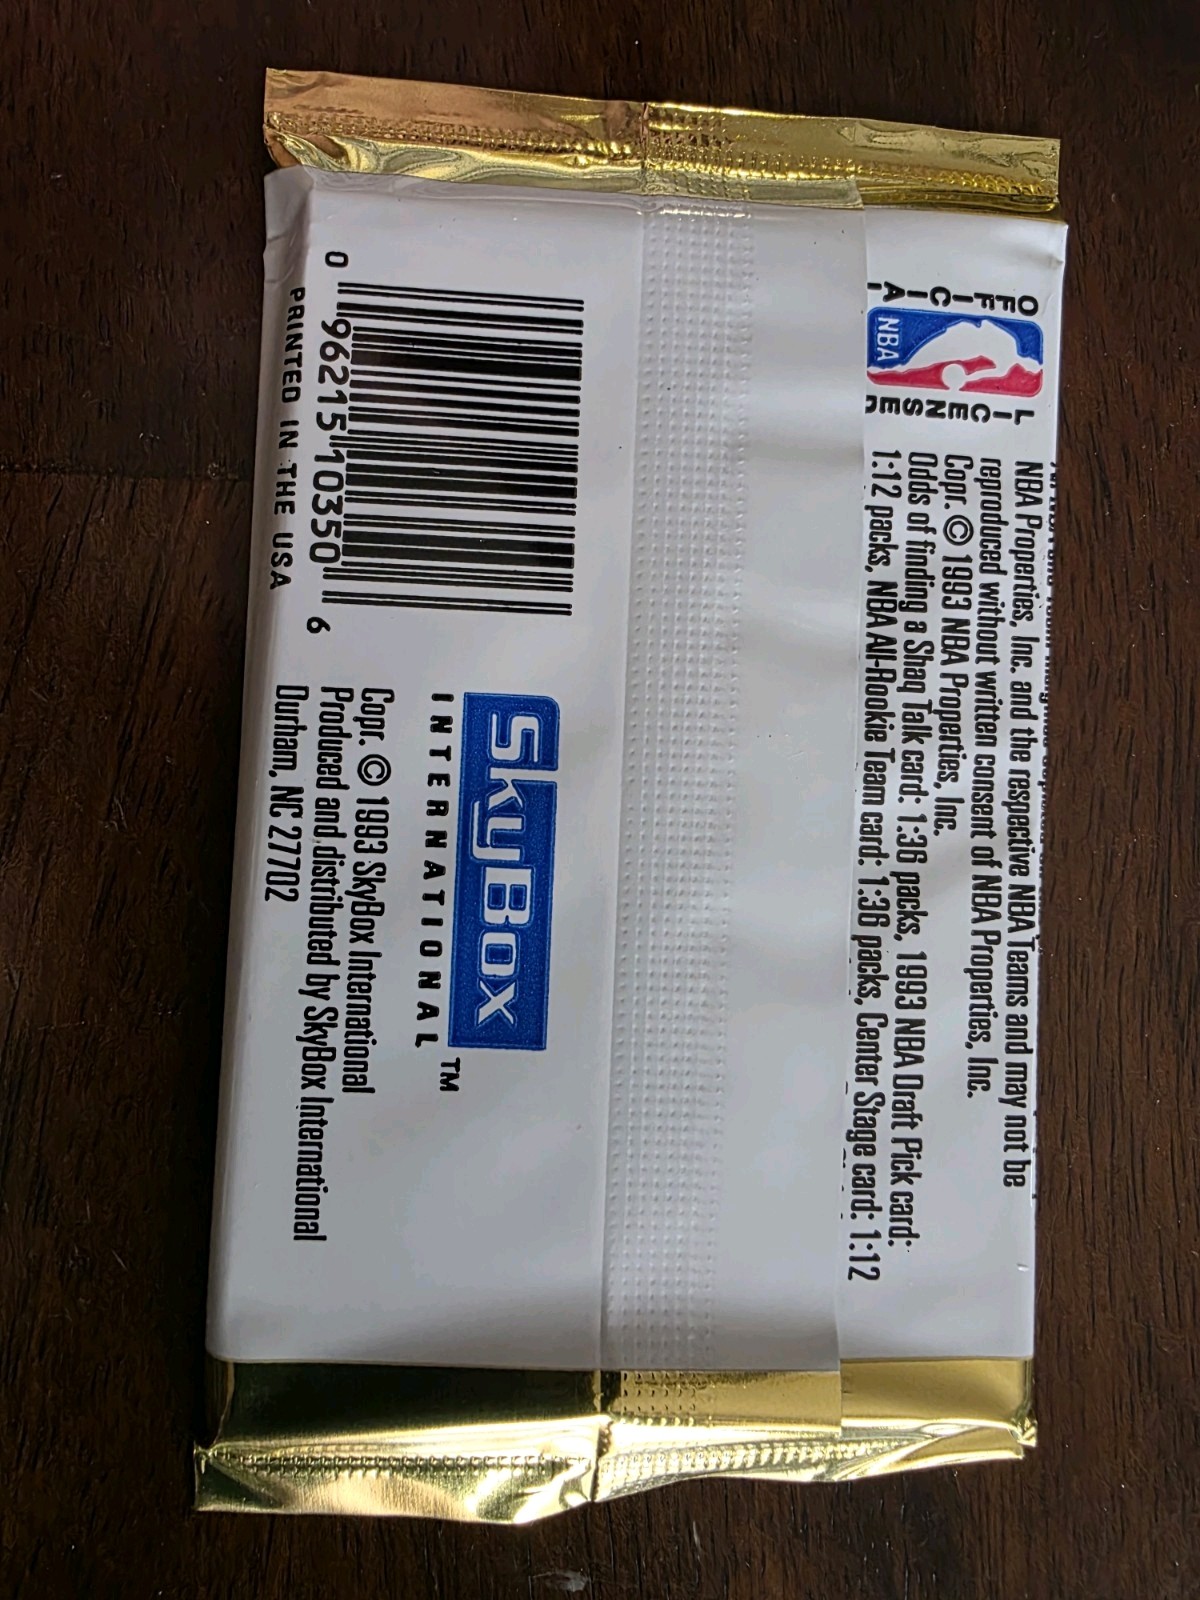 OFFICIAL
NBA
LICENSED
NBA Properties, Inc. and the respective NBA Teams and may not be
reproduced without written consent of NBA Properties, Inc.
Copr. © 1993 NBA Properties, Inc.
Odds of finding a Shaq Talk card: 1:36 packs, 1993 NBA Draft Pick card:
1:12 packs, NBA All-Rookie Team card: 1:36 packs, Center Stage card: 1:12
SkyBox
INTERNATIONAL™
Copr. © 1993 SkyBox International
Produced and distributed by SkyBox International
Durham, NC 27702
0 96215 10350 6
PRINTED IN THE USA